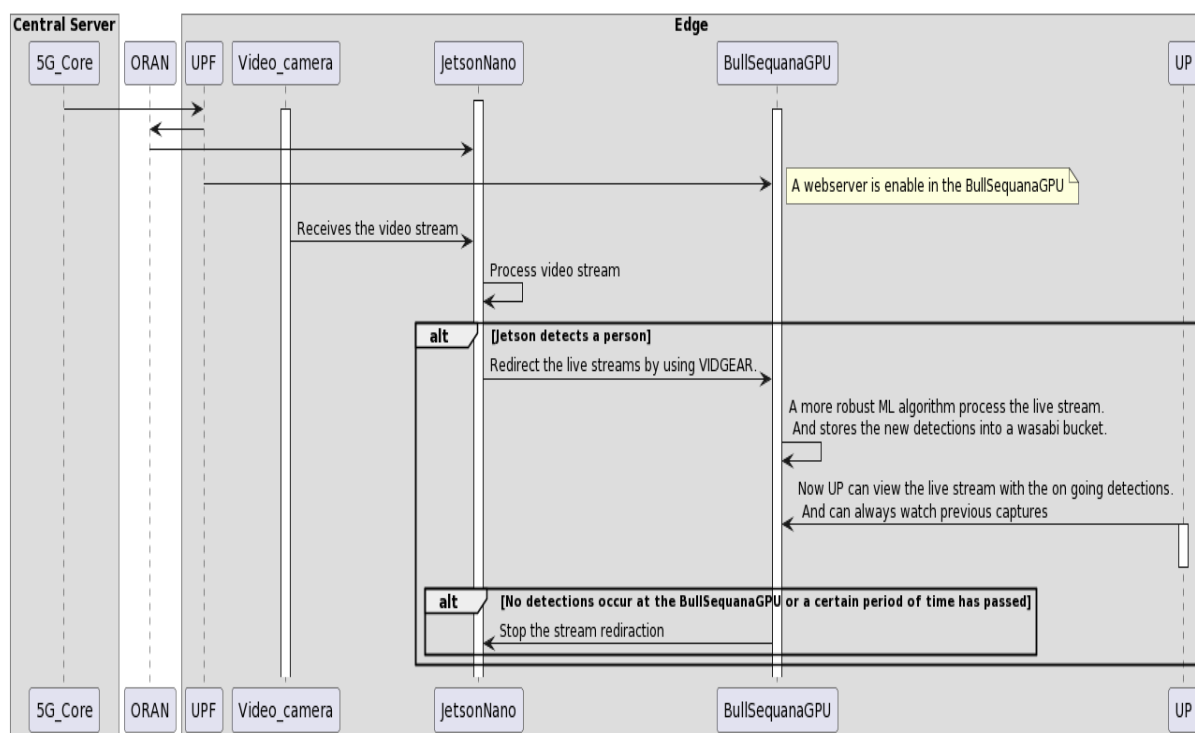 Central Server
Edge
5G_Core
ORAN
UPF
Video_camera
JetsonNano
BullSequanaGPU
UP
A webserver is enable in the BullSequanaGPU
Receives the video stream
Process video stream
alt
[Jetson detects a person]
Redirect the live streams by using VIDGEAR.
A more robust ML algorithm process the live stream.
And stores the new detections into a wasabi bucket.
Now UP can view the live stream with the on going detections.
And can always watch previous captures
alt
[No detections occur at the BullSequanaGPU or a certain period of time has passed]
Stop the stream rediraction
5G_Core
ORAN
UPF
Video_camera
JetsonNano
BullSequanaGPU
UP